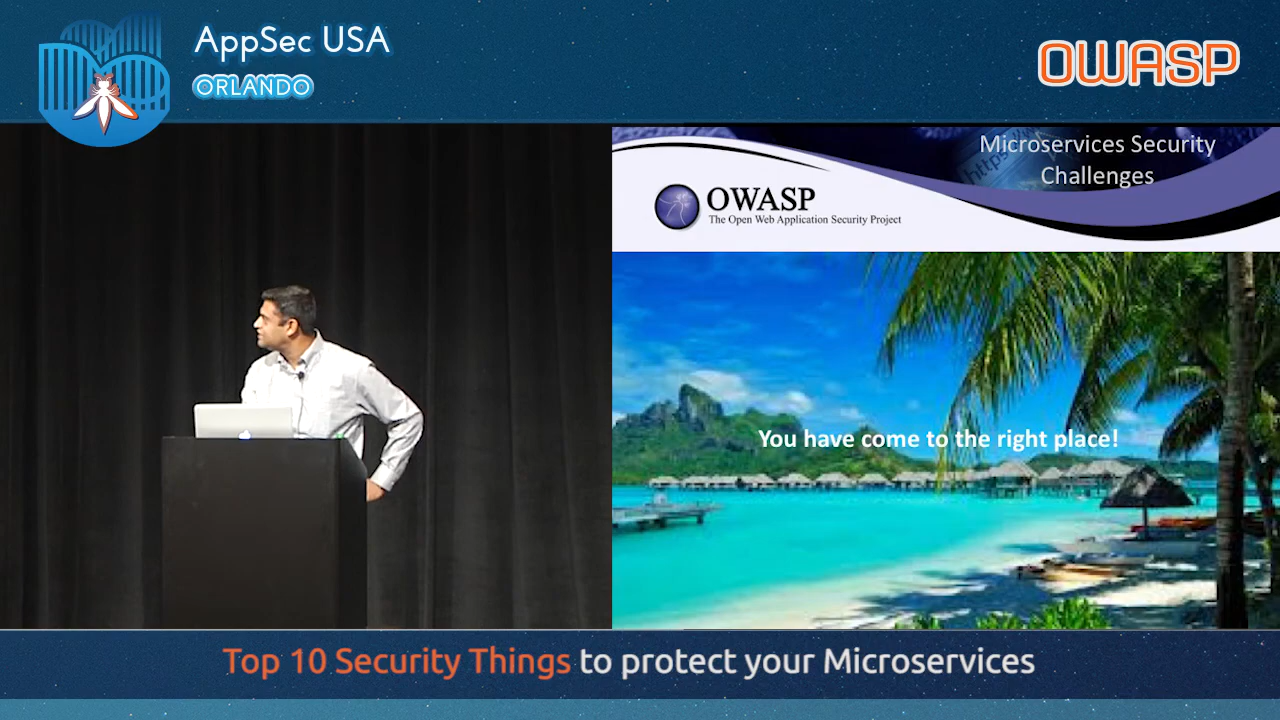 AppSec USA
ORLANDO
OWASP
Microservices Security
Challenges
https
OWASP
The Open Web Application Security Project
You have come to the right place!
Top 10 Security Things to protect your Microservices